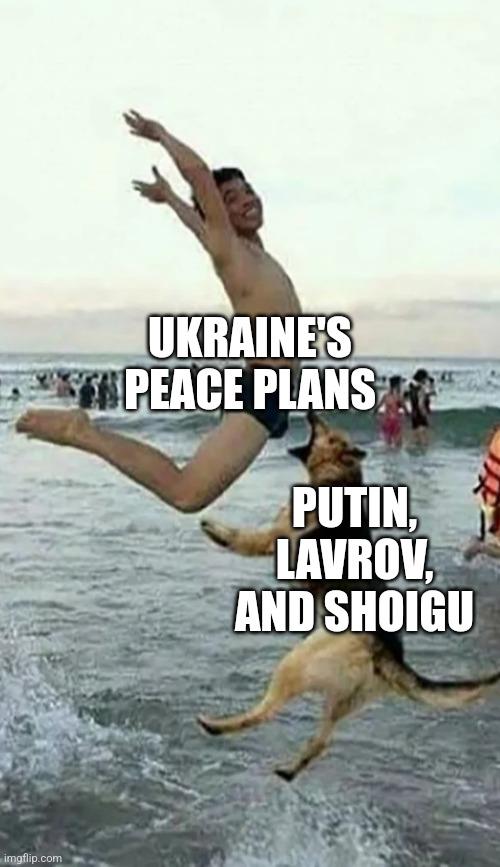 UKRAINE'S
PEACE PLANS
PUTIN,
LAVROV,
AND SHOIGU
imgflip.com